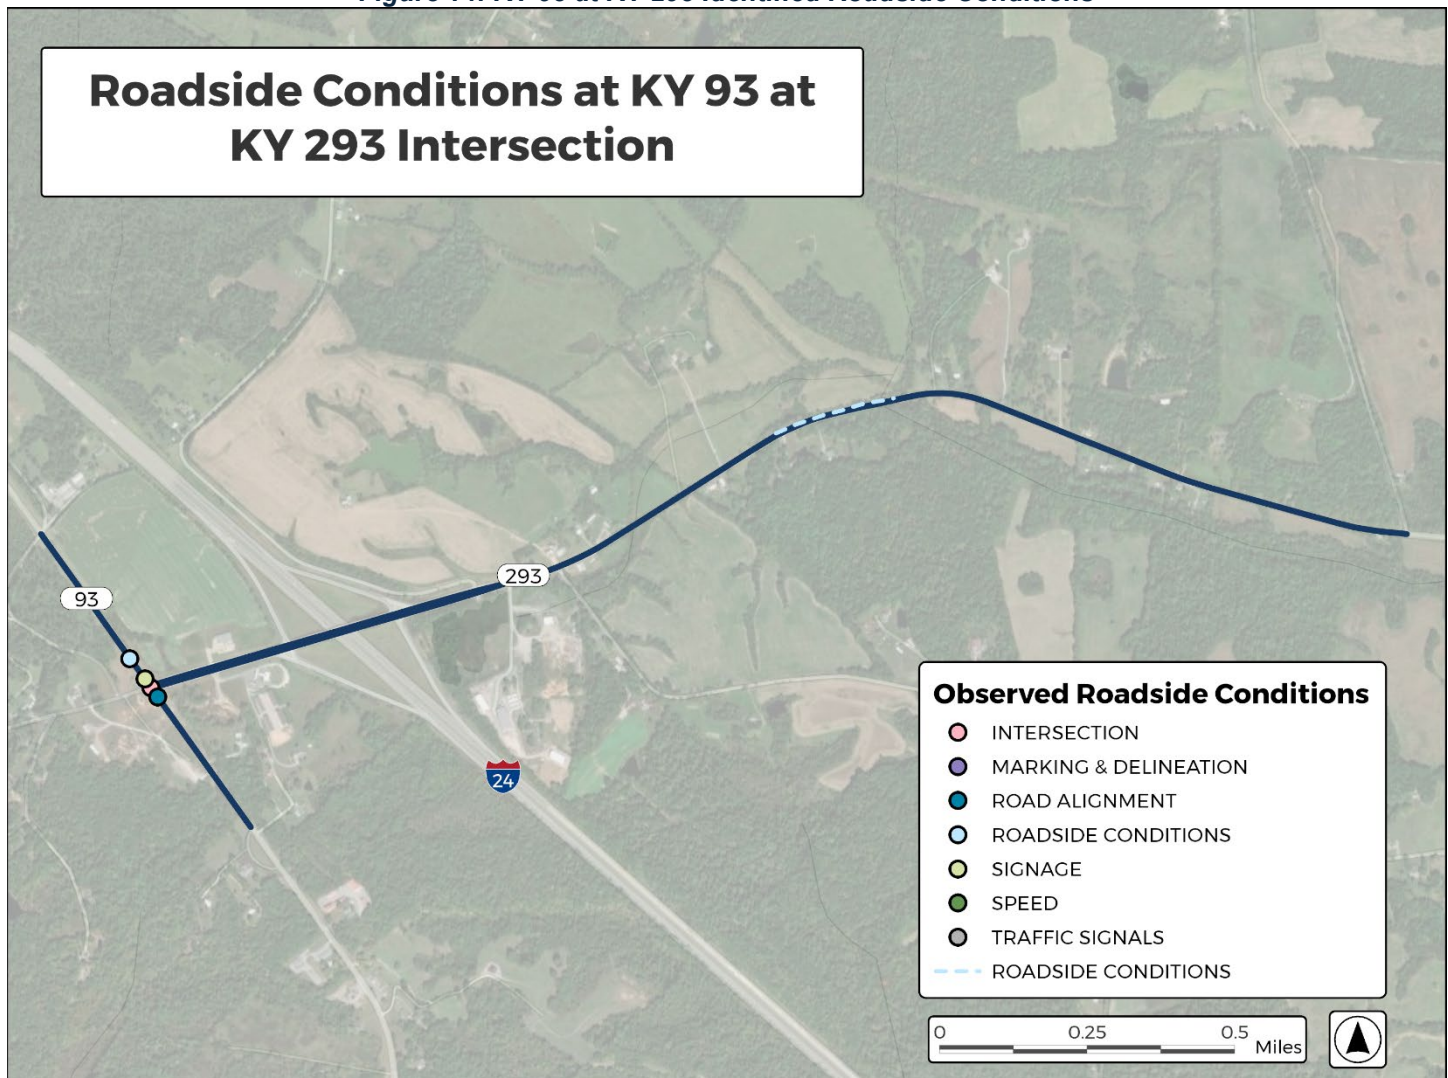 Roadside Conditions at KY 93 at
KY 293 Intersection
293
93
24
Observed Roadside Conditions
INTERSECTION
MARKING & DELINEATION
ROAD ALIGNMENT
ROADSIDE CONDITIONS
SIGNAGE
SPEED
TRAFFIC SIGNALS
ROADSIDE CONDITIONS
0 0.25 0.5
Miles